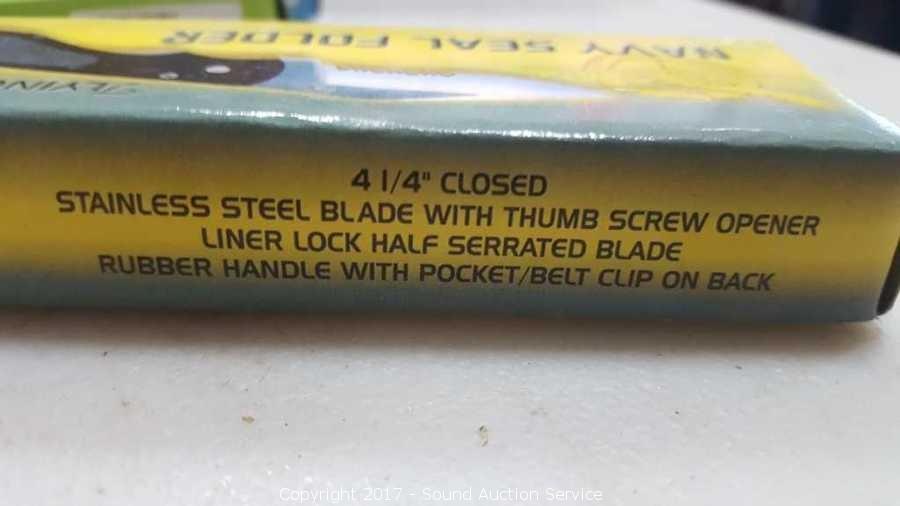 NAVY SEAL FOLDER
4 1/4" CLOSED
STAINLESS STEEL BLADE WITH THUMB SCREW OPENER
LINER LOCK HALF SERRATED BLADE
RUBBER HANDLE WITH POCKET/BELT CLIP ON BACK
Copyright 2017 - Sound Auction Service